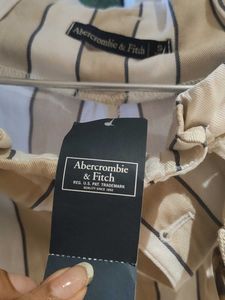 Abercrombie & Fitch
Abercrombie
& Fitch
REG. U.S. PAT. TRADEMARK
QUALITY SINCE 1892